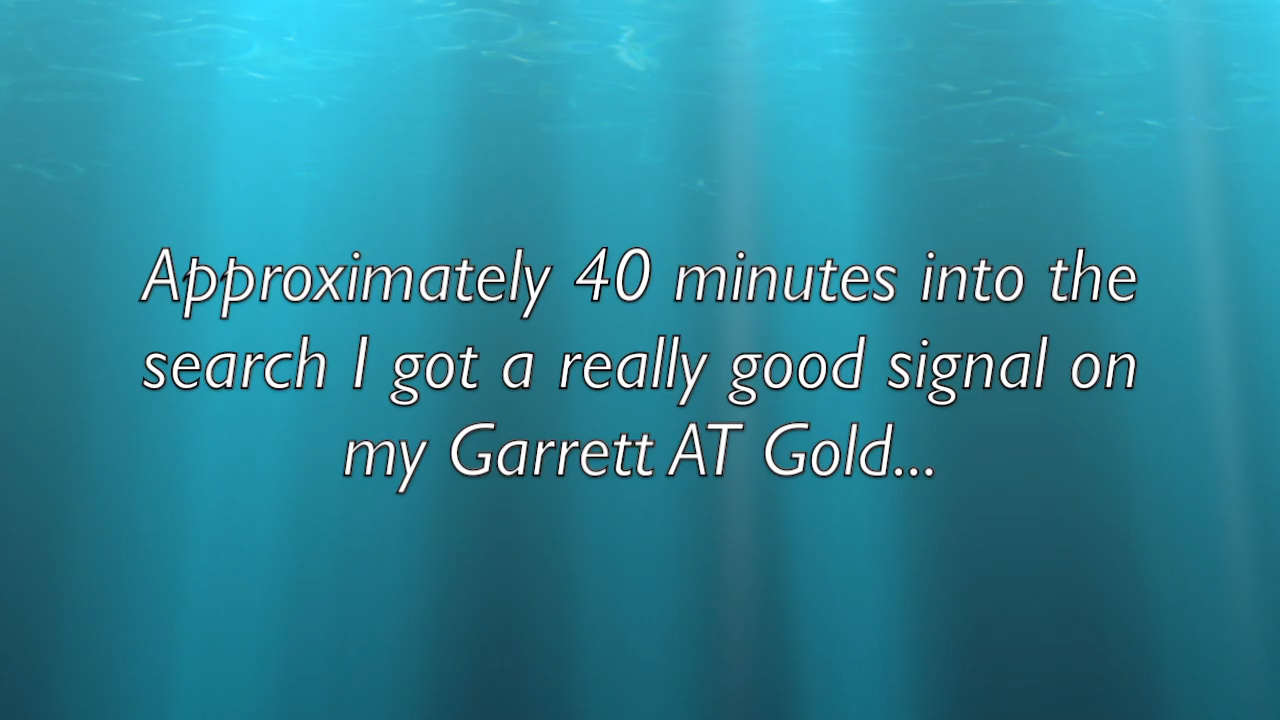 Approximately 40 minutes into the
search I got a really good signal on
my Garrett AT Gold...